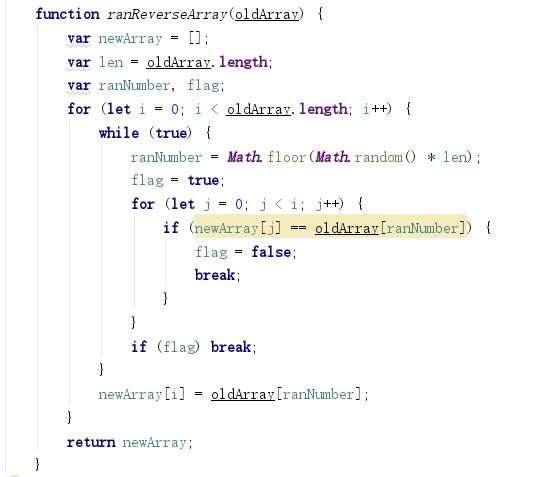 function ranReverseArray(oldArray) {
var newArray = [];
var len = oldArray.length;
var ranNumber, flag;
for (let i = 0; i < oldArray.length; i++) {
while (true) {
ranNumber = Math.floor(Math.random() * len);
flag = true;
for (let j = 0; j < i; j++) {
if (newArray[j] == oldArray[ranNumber]) {
flag = false;
break;
}
}
if (flag) break;
}
newArray[i] = oldArray[ranNumber];
}
return newArray;
}